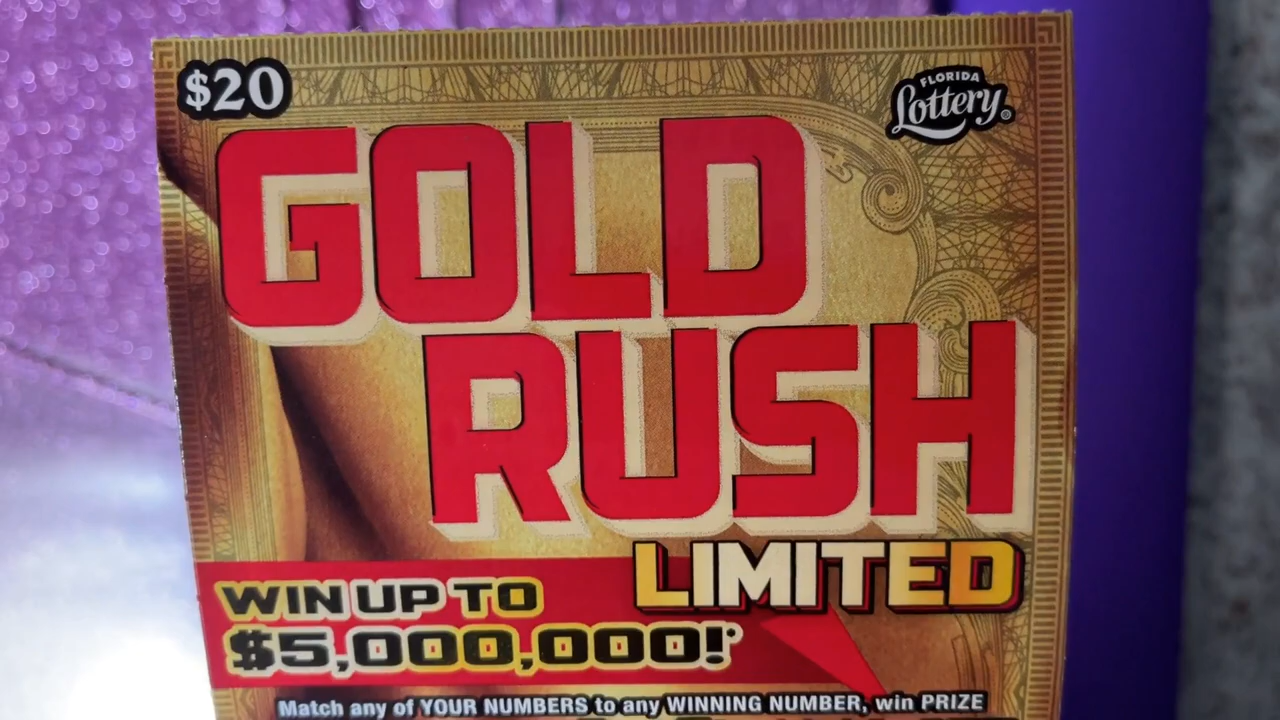 $20
FLORIDA
Lottery®
GOLD
RUSH
LIMITED
WIN UP TO
$5,000,000!*
Match any of YOUR NUMBERS to any WINNING NUMBER, win PRIZE